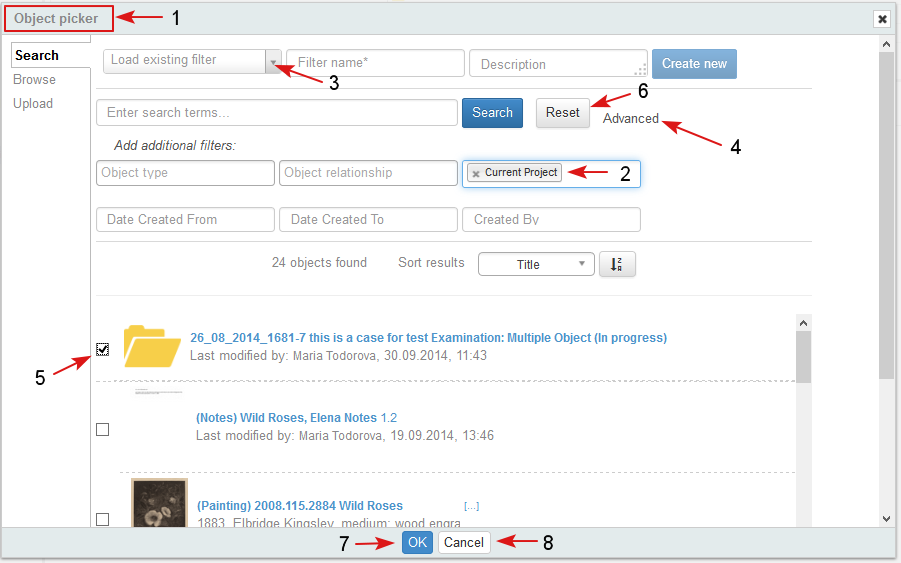 Object picker 1
Search
Browse
Upload
Load existing filter Filter name* Description Create new
3
6
Enter search terms... Search Reset Advanced
4
Add additional filters:
Object type Object relationship Current Project 2
Date Created From Date Created To Created By
24 objects found Sort results Title
26_08_2014_1681-7 this is a case for test Examination: Multiple Object (In progress)
Last modified by: Maria Todorova, 30.09.2014, 11:43
5
(Notes) Wild Roses, Elena Notes 1.2
Last modified by: Maria Todorova, 19.09.2014, 13:46
(Painting) 2008.115.2884 Wild Roses [...]
1883, Elbridge Kingsley, medium: wood engra
7 OK Cancel 8